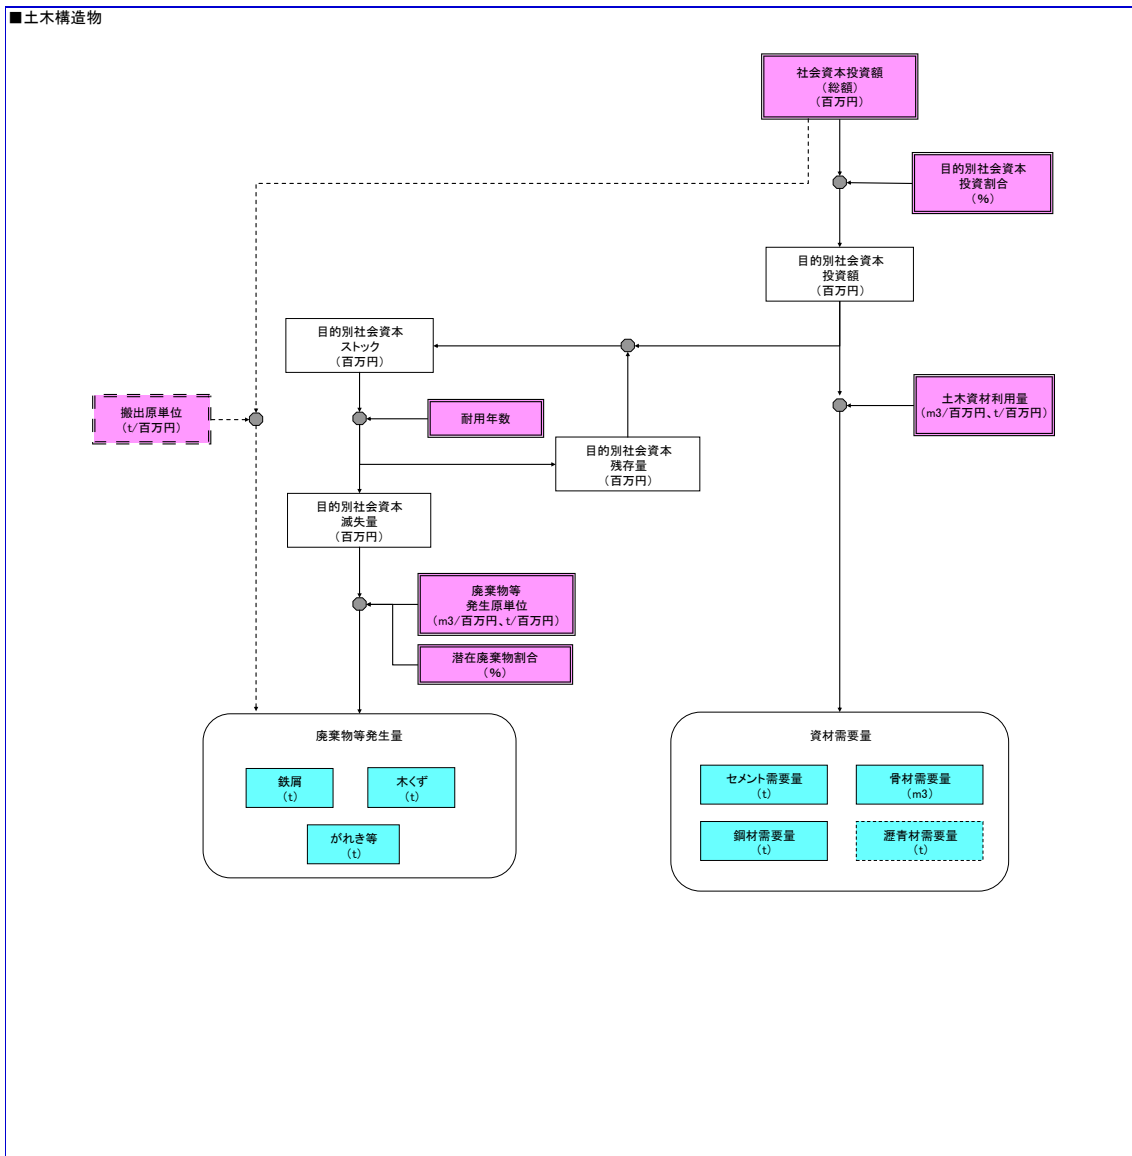 ■土木構造物
社会資本投資額
(総額)
(百万円)
目的別社会資本
投資割合
(%)
目的別社会資本
投資額
(百万円)
目的別社会資本
ストック
(百万円)
搬出原単位
(t/百万円)
耐用年数
土木資材利用量
(m3/百万円、t/百万円)
目的別社会資本
残存量
(百万円)
目的別社会資本
滅失量
(百万円)
廃棄物等
発生原単位
(m3/百万円、t/百万円)
潜在廃棄物割合
(%)
廃棄物等発生量
鉄屑
(t)
木くず
(t)
がれき等
(t)
資材需要量
セメント需要量
(t)
骨材需要量
(m3)
鋼材需要量
(t)
瀝青材需要量
(t)